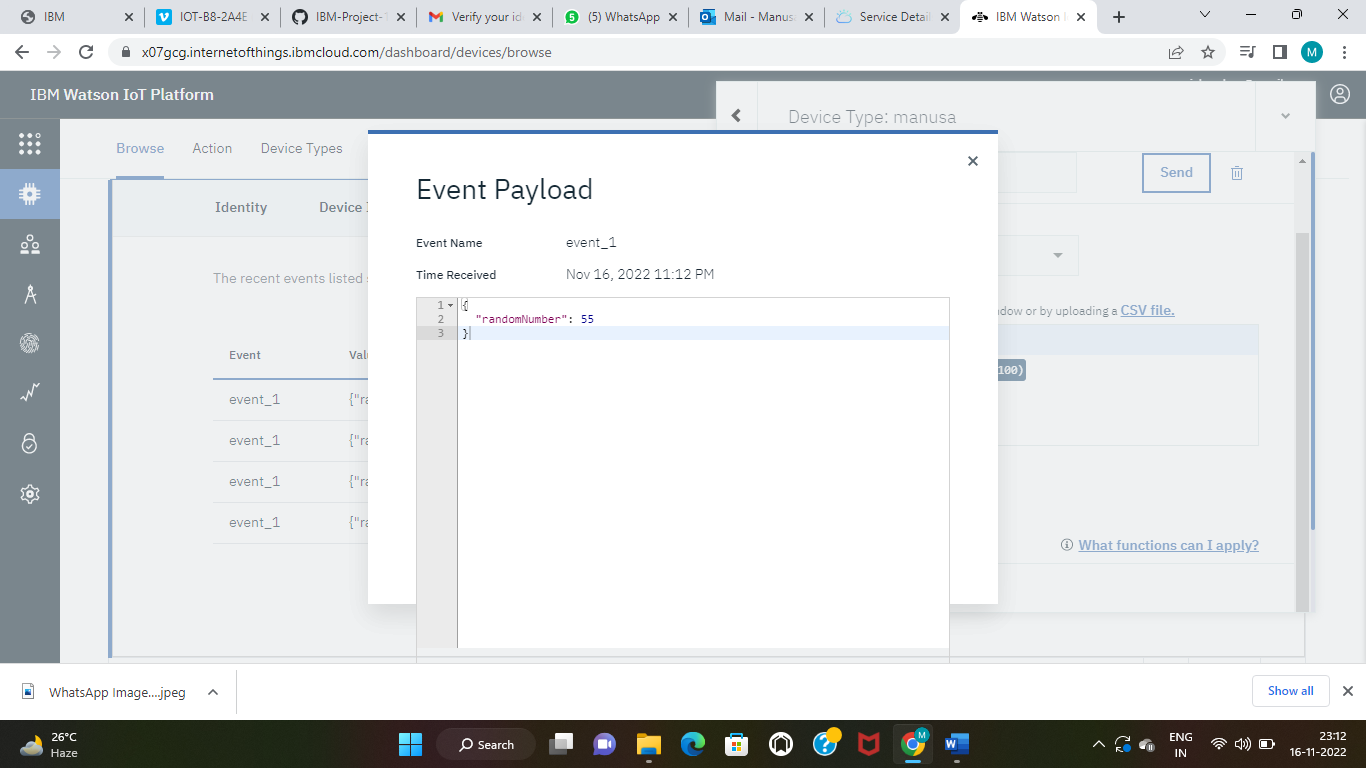 IBM
IOT-B8-2A4E
IBM-Project-
Verify your id
(5) WhatsApp
Mail - Manus
Service Detail
IBM Watson
x07gcg.internetofthings.ibmcloud.com/dashboard/devices/browse
M
IBM Watson IoT Platform
Device Type: manusa
Browse Action Device Types
Send
Event Payload
Identity Device
Event Name event_1
Time Received Nov 16, 2022 11:12 PM
The recent events listed
1 {
2 "randomNumber": 55
3 }
or by uploading a CSV file.
Event
100)
event_1 {"ra
event_1 {"ra
event_1 {"ra
event_1 {"ra
What functions can I apply?
WhatsApp Image....jpeg
Show all
26°C
Haze
Search
ENG
IN
23:12
16-11-2022